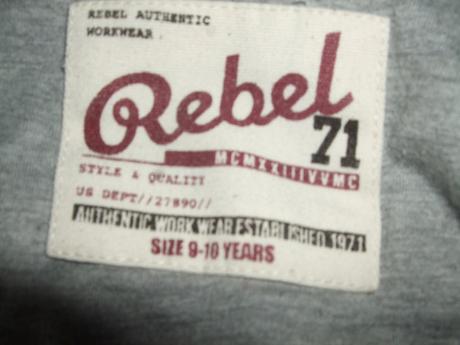 REBEL AUTHENTIC
WORKWEAR
Rebel
71
MCMXXIIIVVMC
STYLE & QUALITY
US DEPT//27890//
AUTHENTIC WORK WEAR ESTABLISHED 1971
SIZE 9-10 YEARS